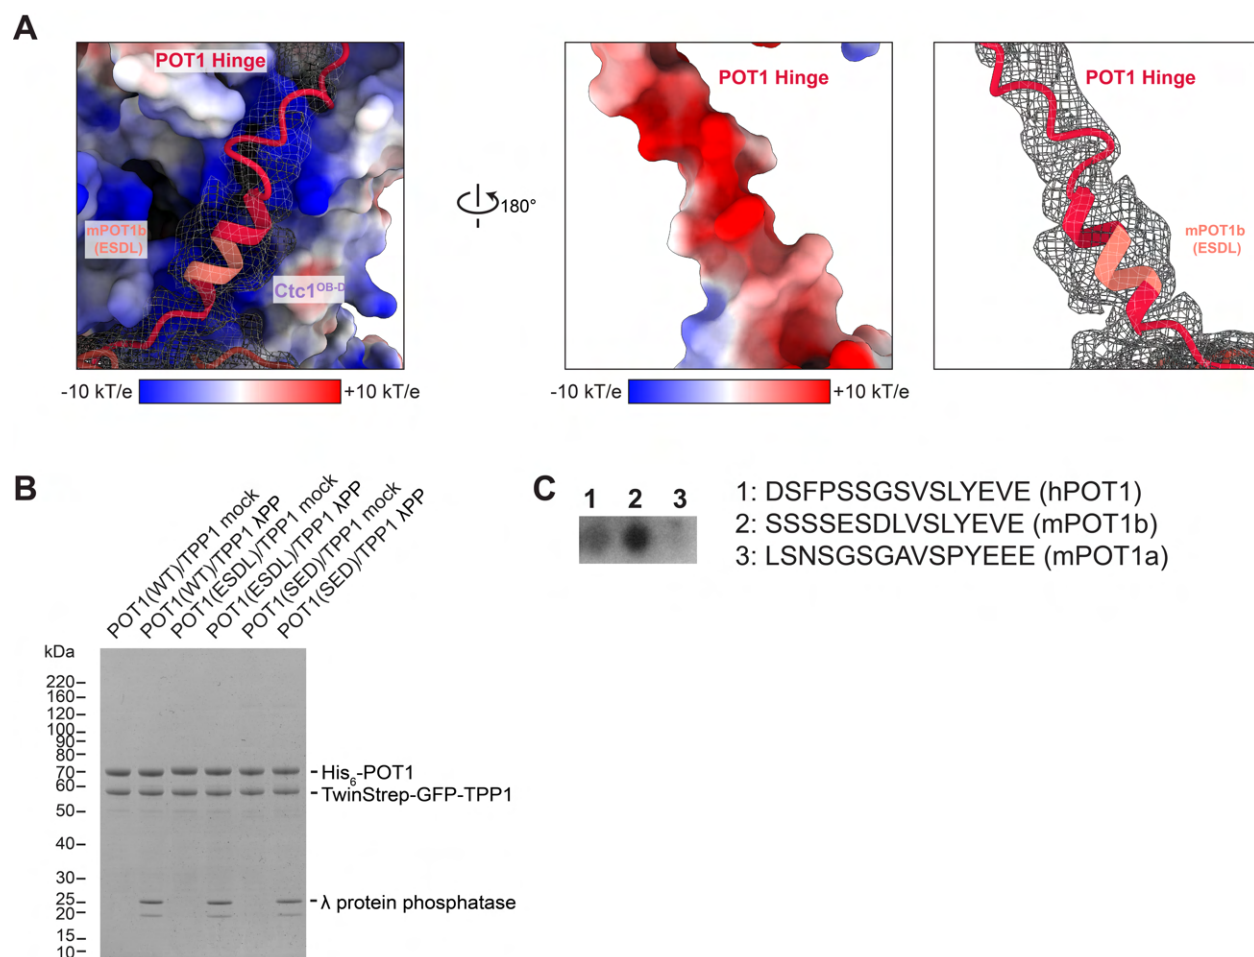 A
POT1 Hinge
mPOT1b
(ESDL)
Ctc1OB-D
-10 kT/e
+10 kT/e
180°
POT1 Hinge
-10 kT/e
+10 kT/e
POT1 Hinge
mPOT1b
(ESDL)
B
POT1(WT)/TPP1 mock
POT1(WT)/TPP1 λPP
POT1(ESDL)/TPP1 mock
POT1(ESDL)/TPP1 λPP
POT1(SED)/TPP1 mock
POT1(SED)/TPP1 λPP
kDa
220
160
120
100
90
80
70
60
50
40
30
25
20
15
10
His6-POT1
TwinStrep-GFP-TPP1
λ protein phosphatase
C
1 2 3
1: DSFPSSGSVSLYEVE (hPOT1)
2: SSSSESDLVSLYEVE (mPOT1b)
3: LSNSGSGAVSPYEEE (mPOT1a)